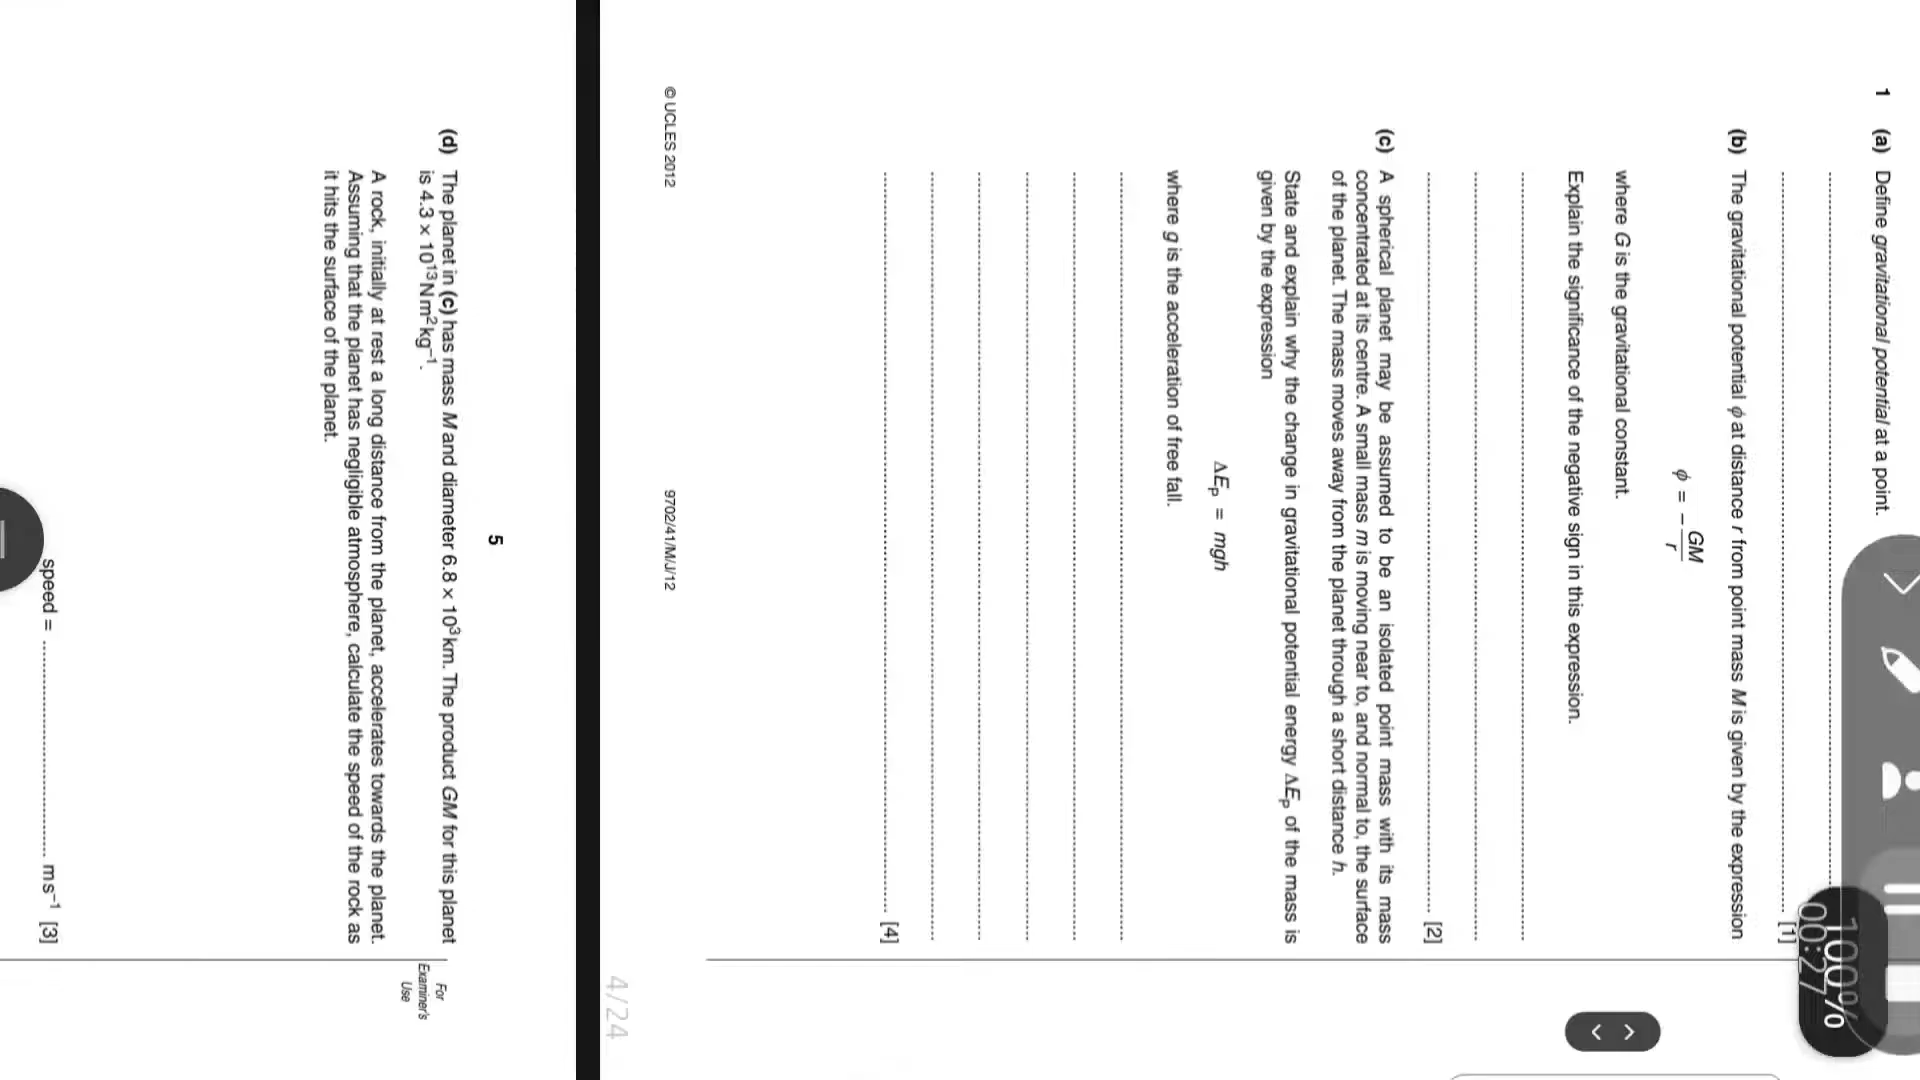 1 (a) Define gravitational potential at a point.
[1]
(b) The gravitational potential ϕ at distance r from point mass M is given by the expression
ϕ = − GM/r
where G is the gravitational constant.
Explain the significance of the negative sign in this expression.
[2]
(c) A spherical planet may be assumed to be an isolated point mass with its mass
concentrated at its centre. A small mass m is moving near to, and normal to, the surface
of the planet. The mass moves away from the planet through a short distance h.
State and explain why the change in gravitational potential energy ΔEp of the mass is
given by the expression
ΔEp = mgh
where g is the acceleration of free fall.
[4]
© UCLES 2012
9702/41/M/J/12
4/24
5
(d) The planet in (c) has mass M and diameter 6.8 × 10³ km. The product GM for this planet
is 4.3 × 10¹³ N m² kg⁻¹.
A rock, initially at rest a long distance from the planet, accelerates towards the planet.
Assuming that the planet has negligible atmosphere, calculate the speed of the rock as
it hits the surface of the planet.
speed = ............ m s⁻¹ [3]
For
Examiner's
Use
100%
00:27